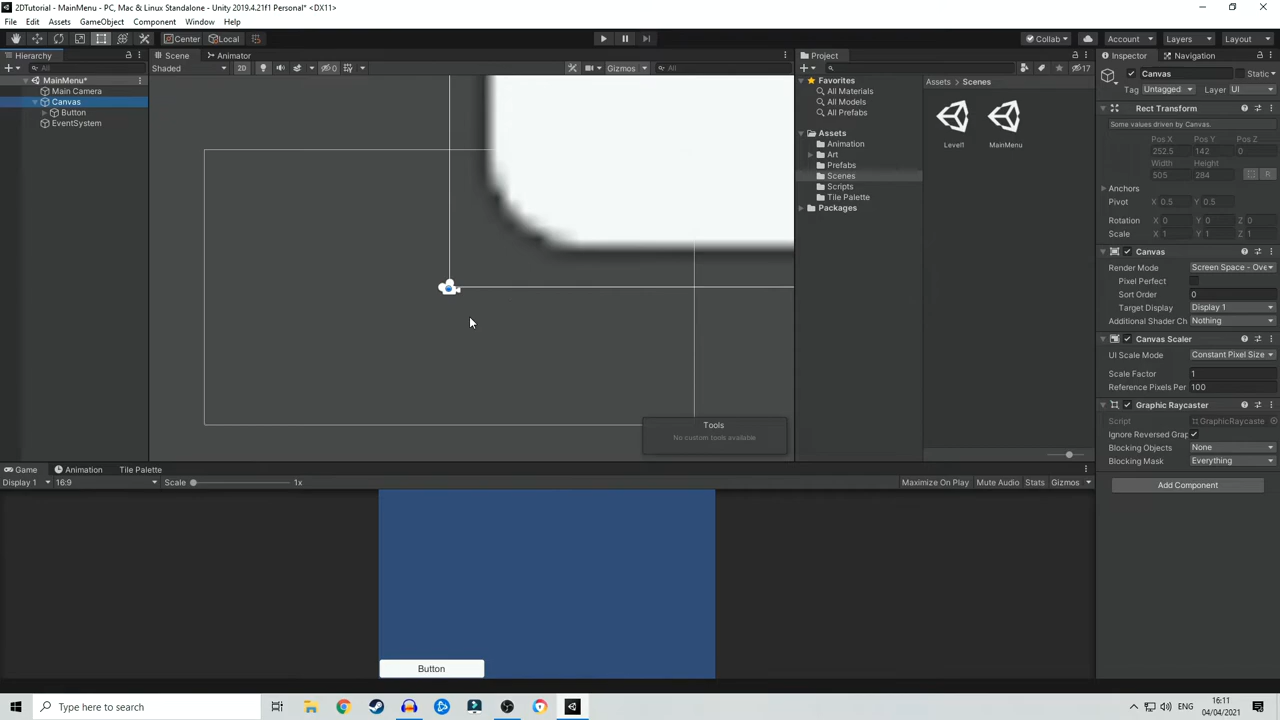 2DTutorial - MainMenu - PC, Mac & Linux Standalone - Unity 2019.4.21f1 Personal* <DX11>
File Edit Assets GameObject Component Window Help
Center Local Collab Account Layers Layout
Hierarchy
All
MainMenu*
Main Camera
Canvas
Button
EventSystem
Scene Animator
Shaded 2D 0 Gizmos All
Tools
No custom tools available
Project
17
Favorites
All Materials
All Models
All Prefabs
Assets
Animation
Art
Prefabs
Scenes
Scripts
Tile Palette
Packages
Assets Scenes
Level1 MainMenu
Inspector Navigation
Canvas Static
Tag Untagged Layer UI
Rect Transform
Some values driven by Canvas.
Pos X Pos Y Pos Z
252.5 142 0
Width Height
505 284
R
Anchors
Pivot X 0.5 Y 0.5
Rotation X 0 Y 0 Z 0
Scale X 1 Y 1 Z 1
Canvas
Render Mode Screen Space - Ove
Pixel Perfect
Sort Order 0
Target Display Display 1
Additional Shader Ch Nothing
Canvas Scaler
UI Scale Mode Constant Pixel Size
Scale Factor 1
Reference Pixels Per 100
Graphic Raycaster
Script GraphicRaycaste
Ignore Reversed Grap
Blocking Objects None
Blocking Mask Everything
Add Component
Game Animation Tile Palette
Display 1 16:9 Scale 1x Maximize On Play Mute Audio Stats Gizmos
Button
Type here to search
16:11
04/04/2021